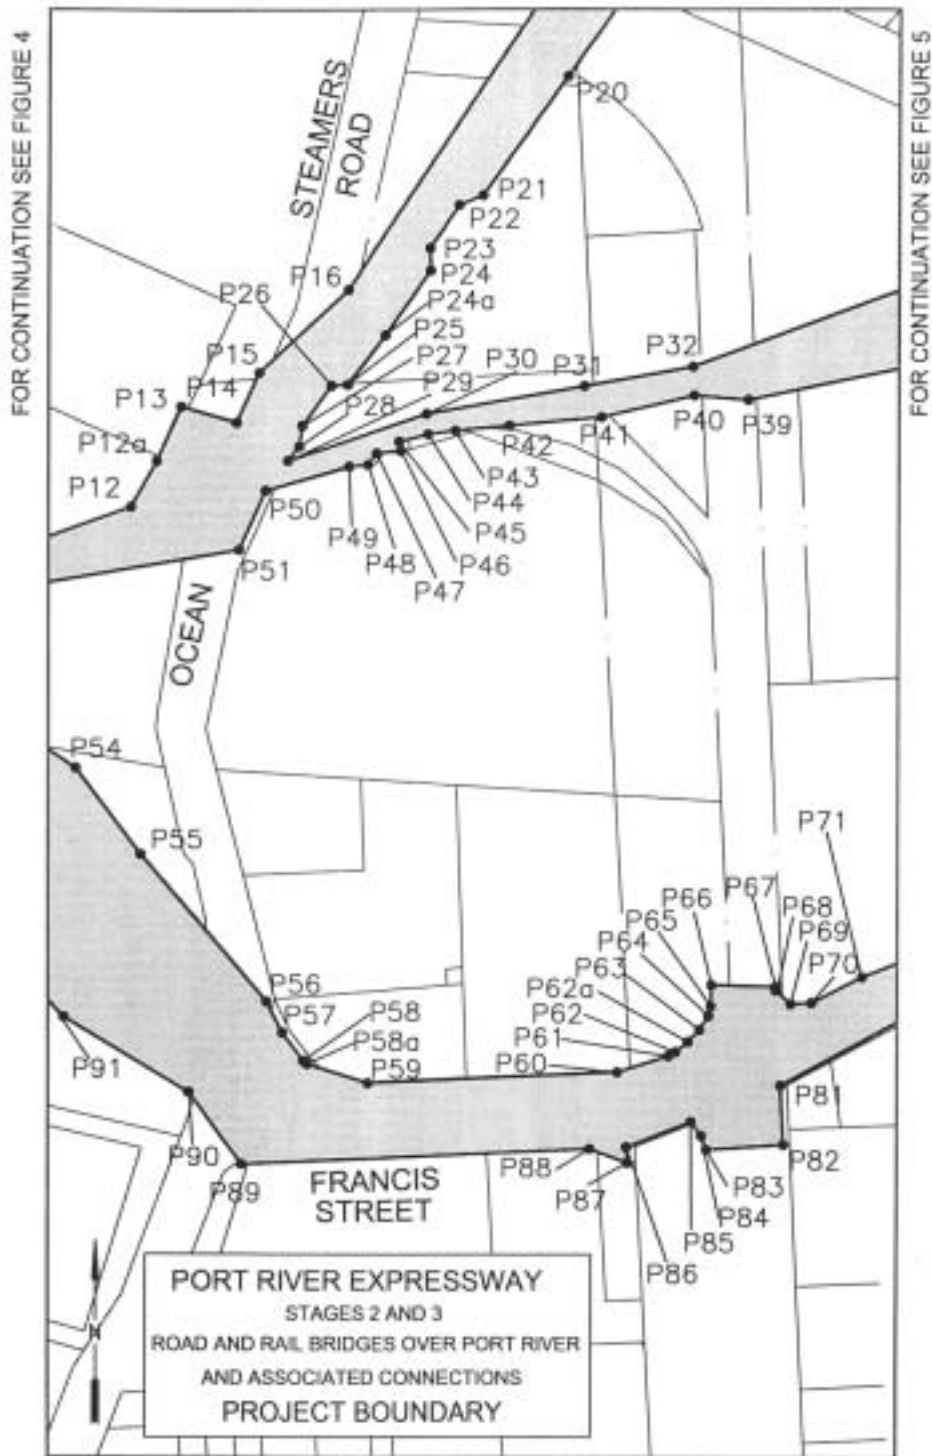 FOR CONTINUATION SEE FIGURE 4
FOR CONTINUATION SEE FIGURE 5
STEAMERS
ROAD
P20
P21
P22
P23
P24
P24a
P25
P26
P16
P15
P14
P13
P12a
P12
P27
P28
P29
P30
P31
P32
P39
P40
P41
P42
P43
P44
P45
P46
P47
P48
P49
P50
P51
OCEAN
P54
P55
P56
P57
P58
P58a
P59
P60
P61
P62
P62a
P63
P64
P65
P66
P67
P68
P69
P70
P71
P81
P82
P83
P84
P85
P86
P87
P88
P89
P90
P91
FRANCIS
STREET
N
PORT RIVER EXPRESSWAY
STAGES 2 AND 3
ROAD AND RAIL BRIDGES OVER PORT RIVER
AND ASSOCIATED CONNECTIONS
PROJECT BOUNDARY